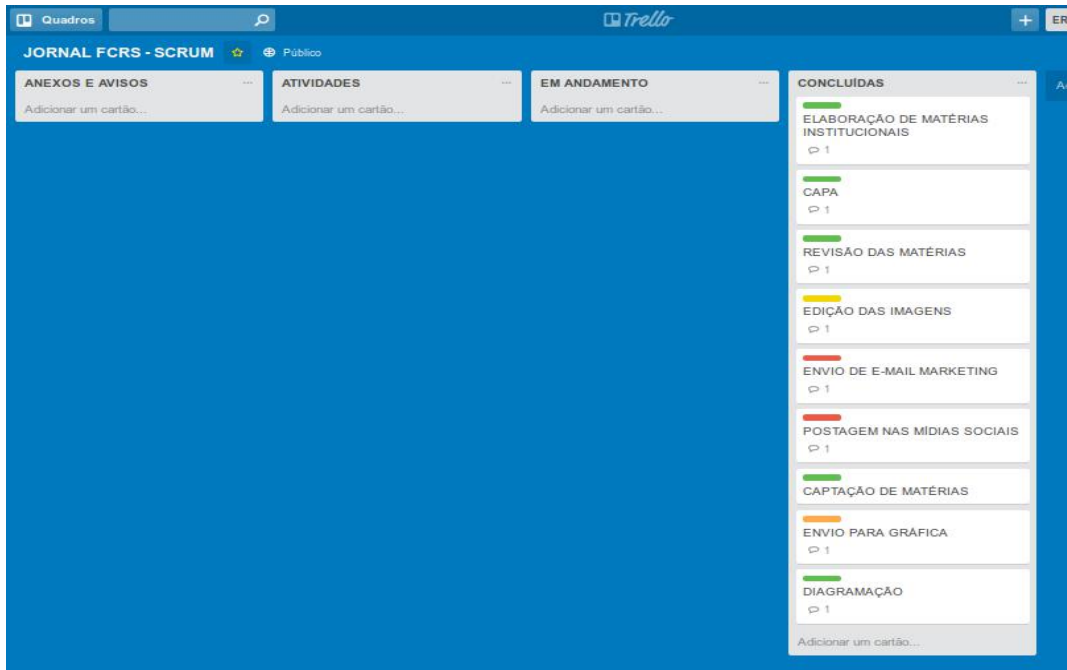 Quadros
Trello
+
ER
JORNAL FCRS - SCRUM
Público
ANEXOS E AVISOS
Adicionar um cartão...
ATIVIDADES
Adicionar um cartão...
EM ANDAMENTO
Adicionar um cartão...
CONCLUÍDAS
ELABORAÇÃO DE MATÉRIAS
INSTITUCIONAIS
1
CAPA
1
REVISÃO DAS MATÉRIAS
1
EDIÇÃO DAS IMAGENS
1
ENVIO DE E-MAIL MARKETING
1
POSTAGEM NAS MÍDIAS SOCIAIS
1
CAPTAÇÃO DE MATÉRIAS
ENVIO PARA GRÁFICA
1
DIAGRAMAÇÃO
1
Adicionar um cartão...